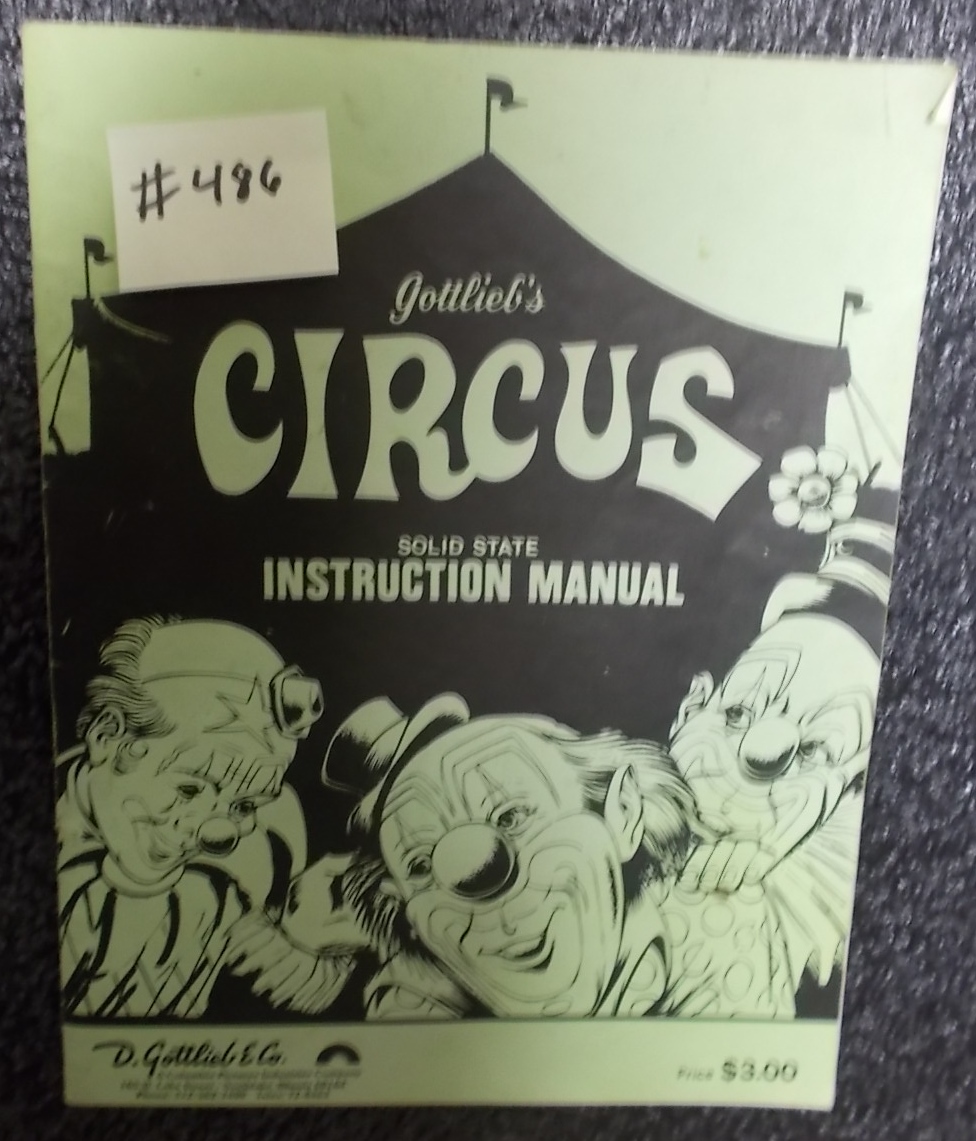 #486
Gottlieb's
CIRCUS
SOLID STATE
INSTRUCTION MANUAL
D. Gottlieb & Co.
Price $3.00